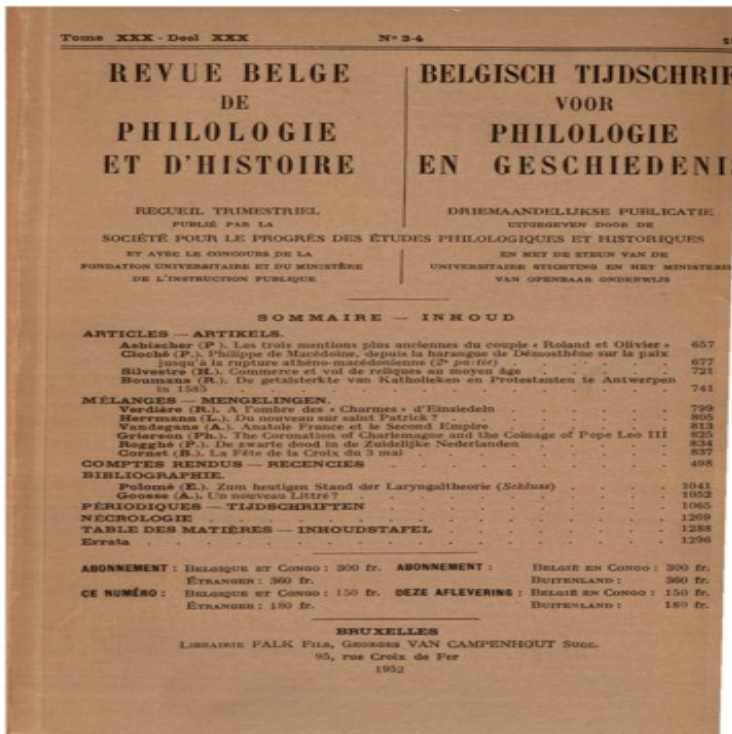 Tome XXX - Deel XXX N° 3-4
REVUE BELGE
DE
PHILOLOGIE
ET D'HISTOIRE
BELGISCH TIJDSCHRIF
VOOR
PHILOLOGIE
EN GESCHIEDENIS
RECUEIL TRIMESTRIEL
PUBLIÉ PAR LA
DRIEMAANDELIJKSE PUBLICATIE
UITGEGEVEN DOOR DE
SOCIÉTÉ POUR LE PROGRÈS DES ÉTUDES PHILOLOGIQUES ET HISTORIQUES
ET AVEC LE CONCOURS DE LA
FONDATION UNIVERSITAIRE ET DU MINISTÈRE
DE L'INSTRUCTION PUBLIQUE
EN MET DE STEUN VAN DE
UNIVERSITAIRE STICHTING EN HET MINISTERIE
VAN OPENBAAR ONDERWIJS
SOMMAIRE — INHOUD
ARTICLES — ARTIKELS.
Aebischer (P.). Les trois mentions plus anciennes du couple « Roland et Olivier » 657
Cloché (P.). Philippe de Macédoine, depuis la harangue de Démosthène sur la paix
jusqu'à la rupture athéno-macédonienne (2e partie) 677
Silvestre (H.). Commerce et vol de reliques au moyen âge 721
Boumans (R.). De getalsterkte van Katholieken en Protestanten te Antwerpen
in 1585 741
MÉLANGES — MENGELINGEN.
Verdière (R.). A l'ombre des « Charmes » d'Einsiedeln 799
Herrmann (L.). Du nouveau sur saint Patrick ? 805
Vandegans (A.). Anatole France et le Second Empire 813
Grierson (Ph.). The Coronation of Charlemagne and the Coinage of Pope Leo III 825
Rogghé (P.). De zwarte dood in de Zuidelijke Nederlanden 834
Cornet (B.). La Fête de la Croix du 3 mai 837
COMPTES RENDUS — RECENCIES 498
BIBLIOGRAPHIE.
Polomé (E.). Zum heutigen Stand der Laryngaltheorie (Schluss) 1041
Goosse (A.). Un nouveau Littré ? 1052
PÉRIODIQUES — TIJDSCHRIFTEN 1065
NÉCROLOGIE 1269
TABLE DES MATIÈRES — INHOUDSTAFEL 1288
Errata 1296
ABONNEMENT : BELGIQUE ET CONGO : 300 fr. ABONNEMENT : BELGIË EN CONGO : 300 fr.
ÉTRANGER : 360 fr. BUITENLAND : 360 fr.
CE NUMÉRO : BELGIQUE ET CONGO : 150 fr. DEZE AFLEVERING : BELGIË EN CONGO : 150 fr.
ÉTRANGER : 180 fr. BUITENLAND : 180 fr.
BRUXELLES
LIBRAIRIE FALK FILS, GEORGES VAN CAMPENHOUT SUCC.
95, rue Croix de Fer
1952